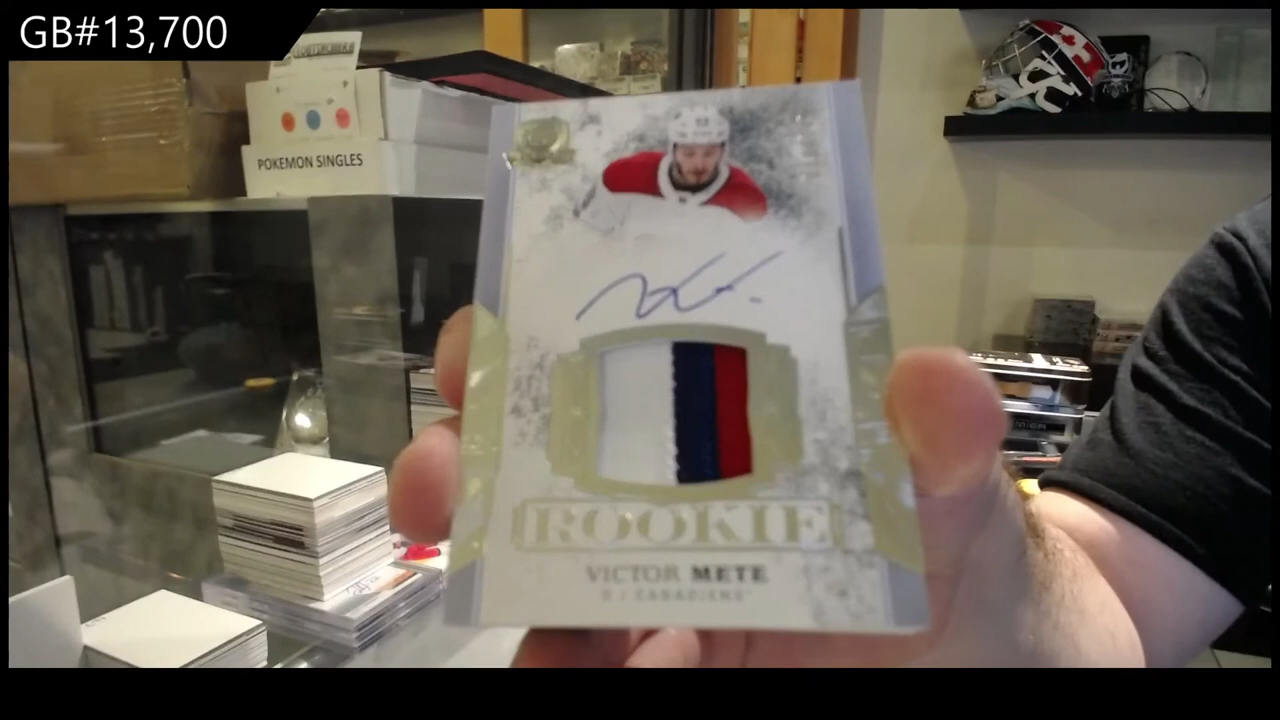 GB#13,700
POKEMON SINGLES
ROOKIE
VICTOR METE
D / CANADIENS